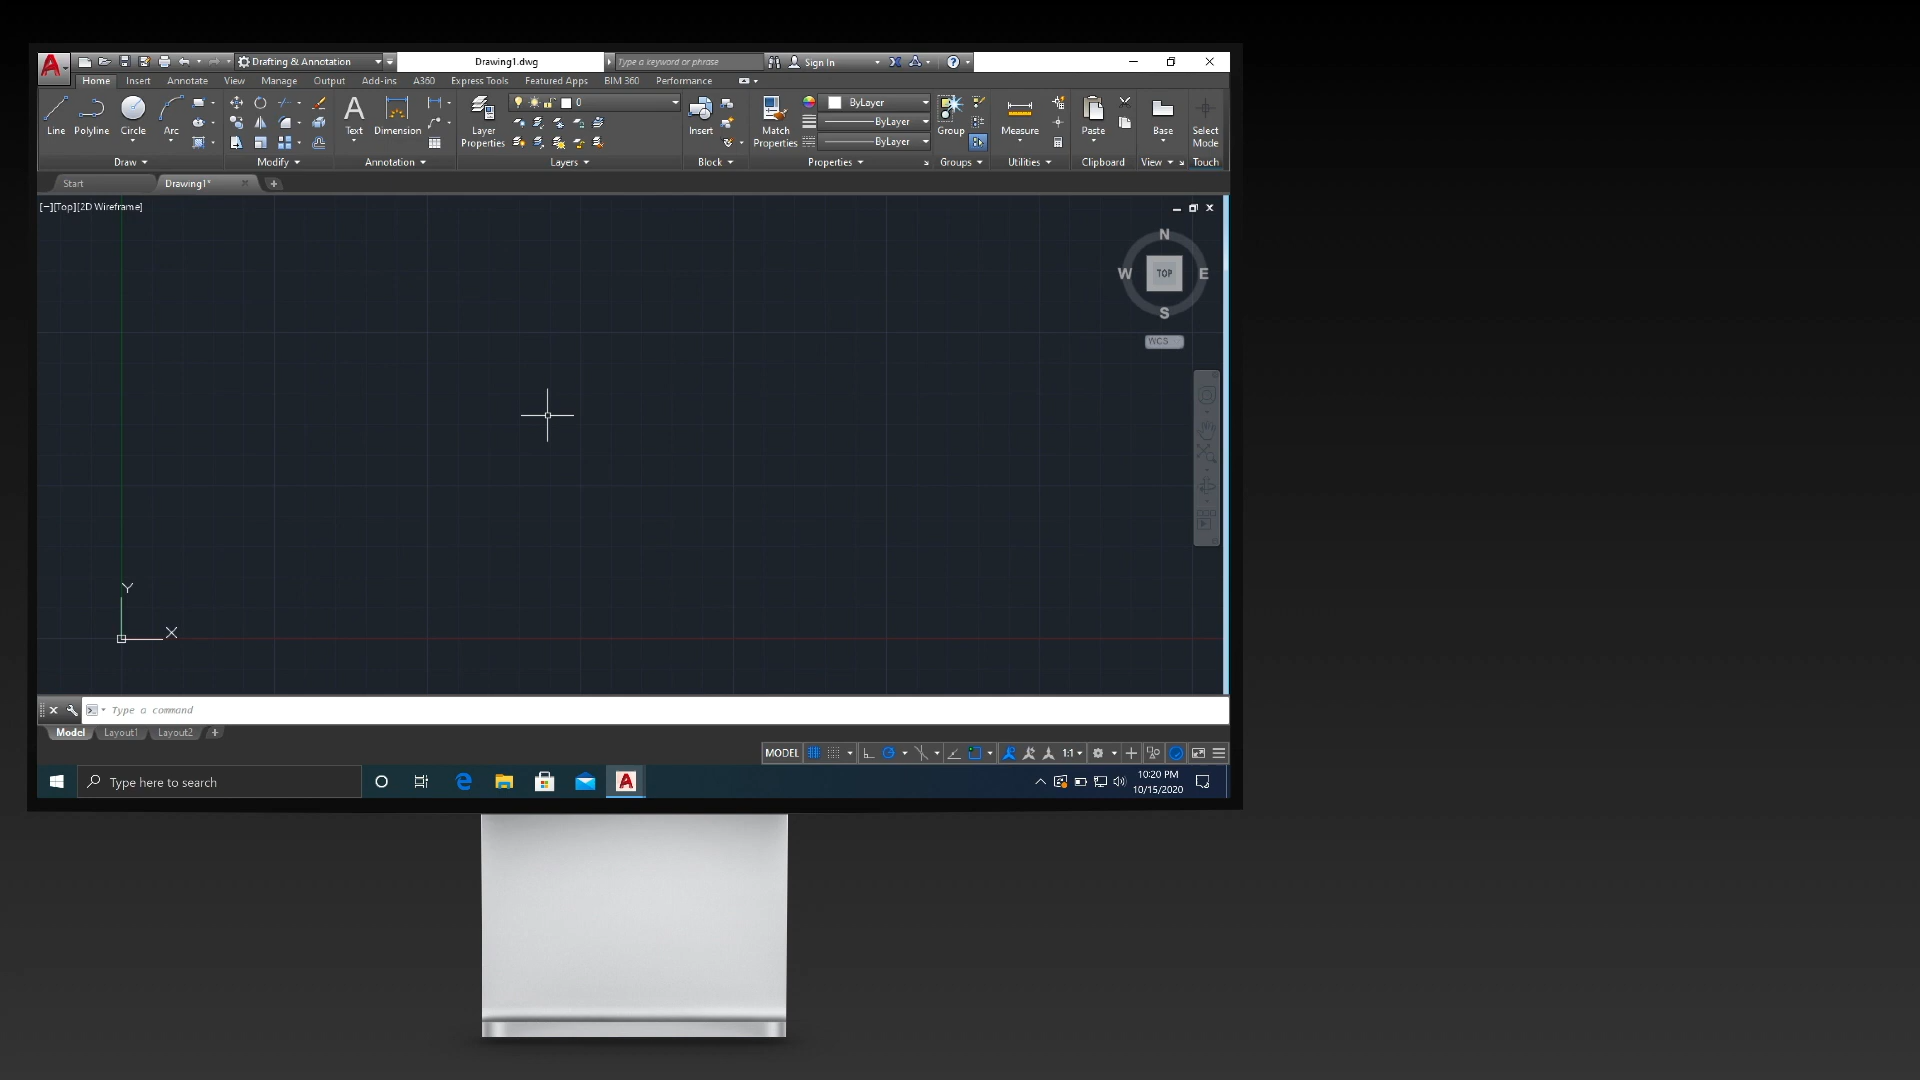 Drafting & Annotation
Drawing1.dwg
Type a keyword or phrase
Sign In
Home Insert Annotate View Manage Output Add-ins A360 Express Tools Featured Apps BIM 360 Performance
0
ByLayer
ByLayer
ByLayer
Line Polyline Circle Arc
Text Dimension
Layer Properties
Insert
Match Properties
Group
Measure
Paste
Base
Select Mode
Draw Modify Annotation Layers Block Properties Groups Utilities Clipboard View Touch
Start Drawing1*
[−][Top][2D Wireframe]
N
W TOP E
S
WCS
Y
X
Type a command
Model Layout1 Layout2
MODEL 1:1
Type here to search
10:20 PM
10/15/2020